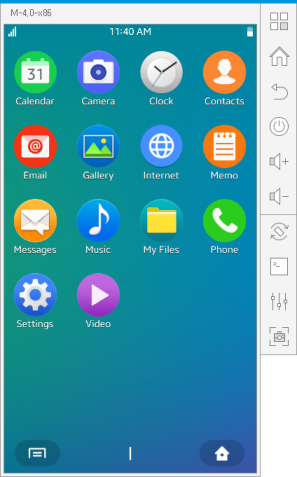 M-4,0-x86
11:40 AM
31
Calendar
Camera
Clock
Contacts
@
Email
Gallery
Internet
Memo
Messages
Music
My Files
Phone
Settings
Video
+
−
>_